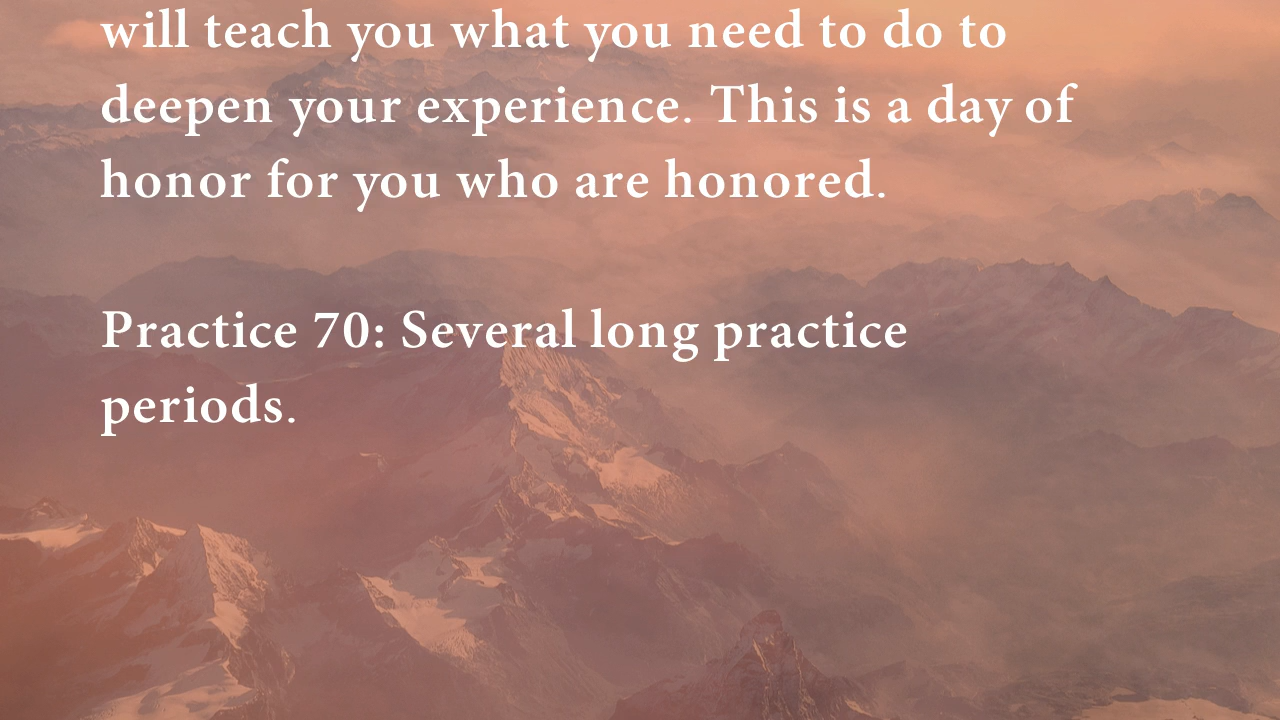 will teach you what you need to do to
deepen your experience. This is a day of
honor for you who are honored.
Practice 70: Several long practice
periods.